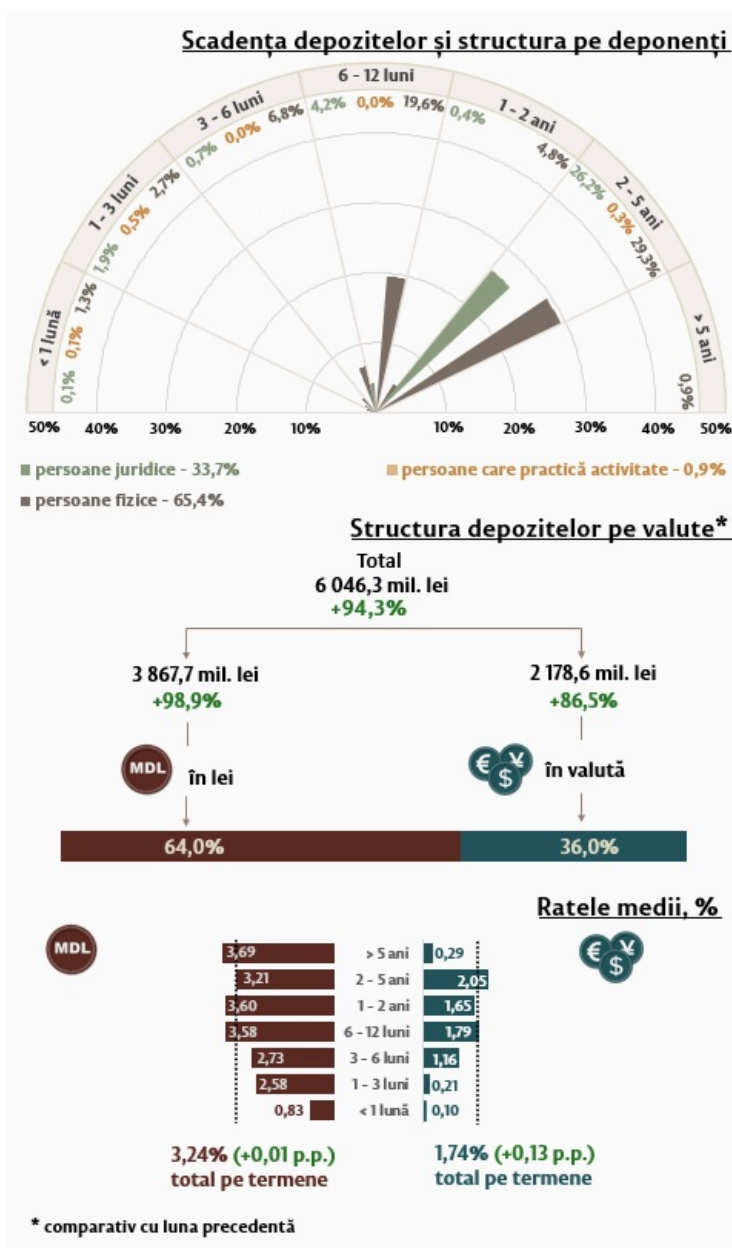 Scadența depozitelor și structura pe deponenți
< 1 lună
1 - 3 luni
3 - 6 luni
6 - 12 luni
1 - 2 ani
2 - 5 ani
> 5 ani
0,1% 0,1% 1,3%
1,9% 0,5% 2,7%
0,7% 0,0% 6,8%
4,2% 0,0% 19,6%
0,4% 4,8%
26,2% 0,3% 29,3%
0,9%
50% 40% 30% 20% 10% 10% 20% 30% 40% 50%
persoane juridice - 33,7%
persoane care practică activitate - 0,9%
persoane fizice - 65,4%
Structura depozitelor pe valute*
Total
6 046,3 mil. lei
+94,3%
3 867,7 mil. lei
2 178,6 mil. lei
+98,9%
+86,5%
MDL în lei
€ ¥ $ în valută
64,0% 36,0%
Ratele medii, %
MDL
€ ¥ $
3,69 > 5 ani 0,29
3,21 2 - 5 ani 2,05
3,60 1 - 2 ani 1,65
3,58 6 - 12 luni 1,79
2,73 3 - 6 luni 1,16
2,58 1 - 3 luni 0,21
0,83 < 1 lună 0,10
3,24% (+0,01 p.p.)
total pe termene
1,74% (+0,13 p.p.)
total pe termene
* comparativ cu luna precedentă